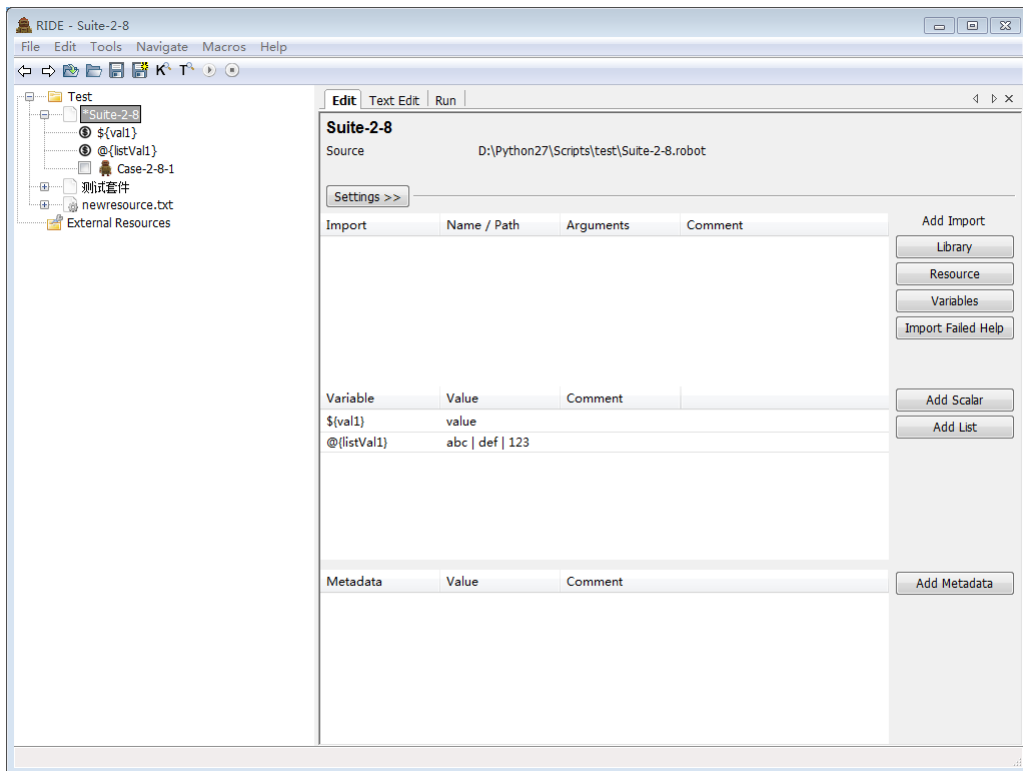 RIDE - Suite-2-8
File Edit Tools Navigate Macros Help
Test
*Suite-2-8
${val1}
@{listVal1}
Case-2-8-1
测试套件
newresource.txt
External Resources
Edit Text Edit Run
Suite-2-8
Source D:\Python27\Scripts\test\Suite-2-8.robot
Settings >>
Import Name / Path Arguments Comment
Add Import
Library
Resource
Variables
Import Failed Help
Variable Value Comment
${val1} value
@{listVal1} abc | def | 123
Add Scalar
Add List
Metadata Value Comment
Add Metadata